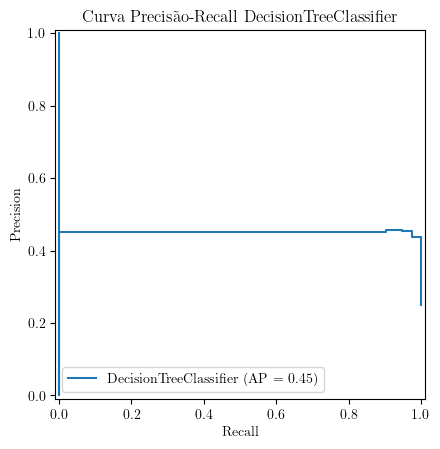 Curva Precisão-Recall DecisionTreeClassifier
1.0
0.8
0.6
0.4
0.2
0.0
Precision
DecisionTreeClassifier (AP = 0.45)
0.0 0.2 0.4 0.6 0.8 1.0
Recall